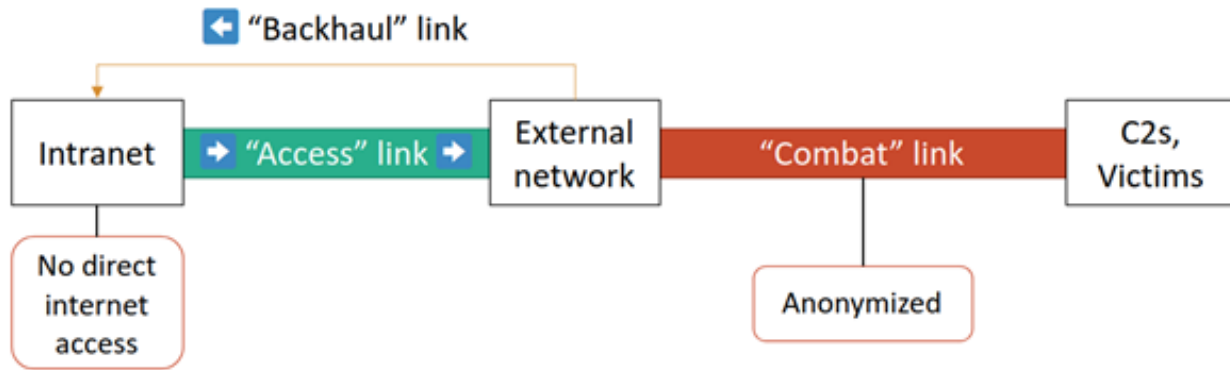 “Backhaul” link
Intranet
“Access” link
External
network
“Combat” link
C2s,
Victims
No direct
internet
access
Anonymized